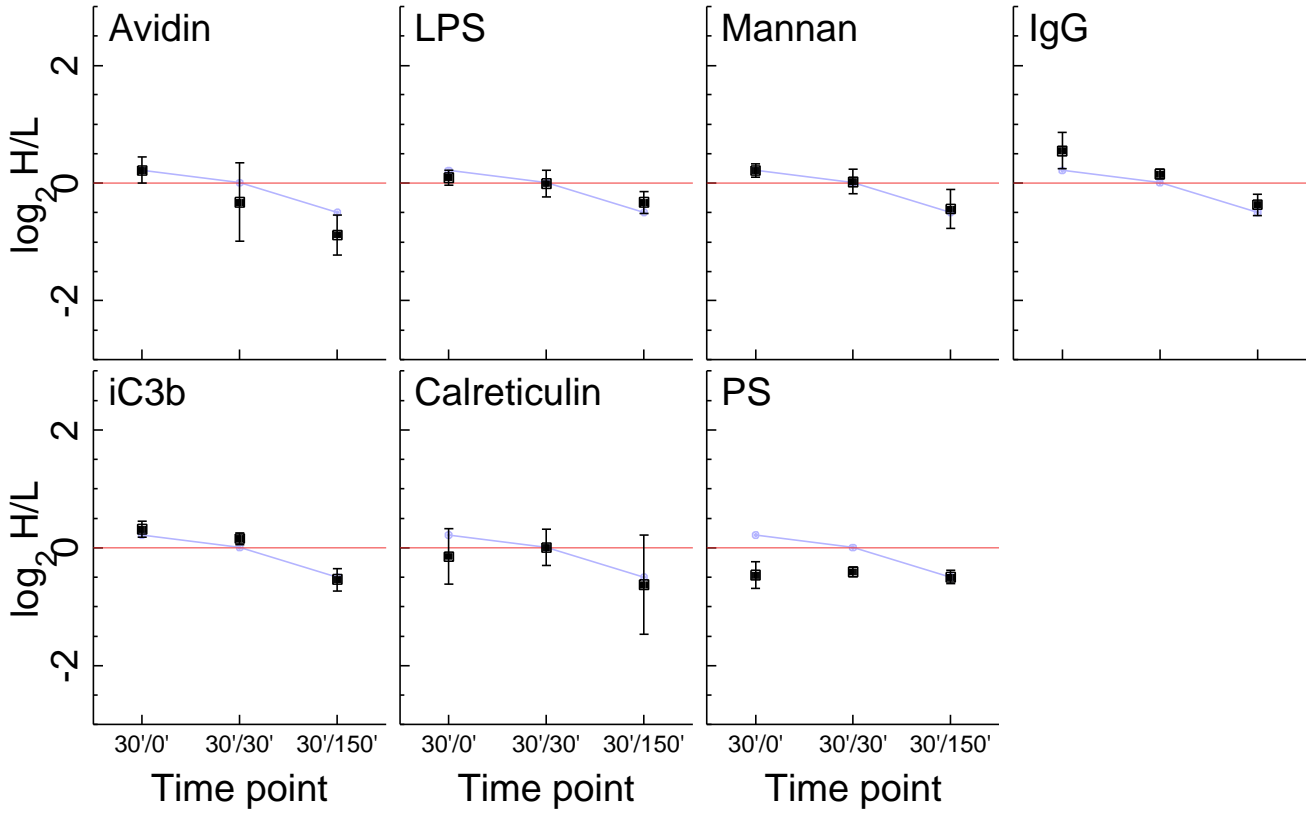 Avidin LPS Mannan IgG
log2 H/L
2
0
-2
iC3b Calreticulin PS
log2 H/L
2
0
-2
30'/0' 30'/30' 30'/150' 30'/0' 30'/30' 30'/150' 30'/0' 30'/30' 30'/150'
Time point Time point Time point